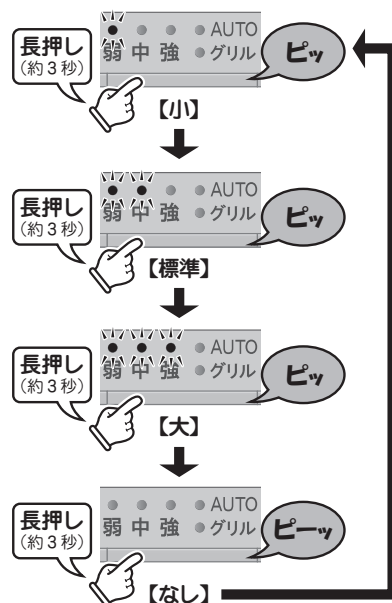 ● ● ● ● AUTO
弱 中 強 ● グリル
長押し
(約3秒)
ピッ
【小】
● ● ● ● AUTO
弱 中 強 ● グリル
長押し
(約3秒)
ピッ
【標準】
● ● ● ● AUTO
弱 中 強 ● グリル
長押し
(約3秒)
ピッ
【大】
● ● ● ● AUTO
弱 中 強 ● グリル
長押し
(約3秒)
ピーッ
【なし】